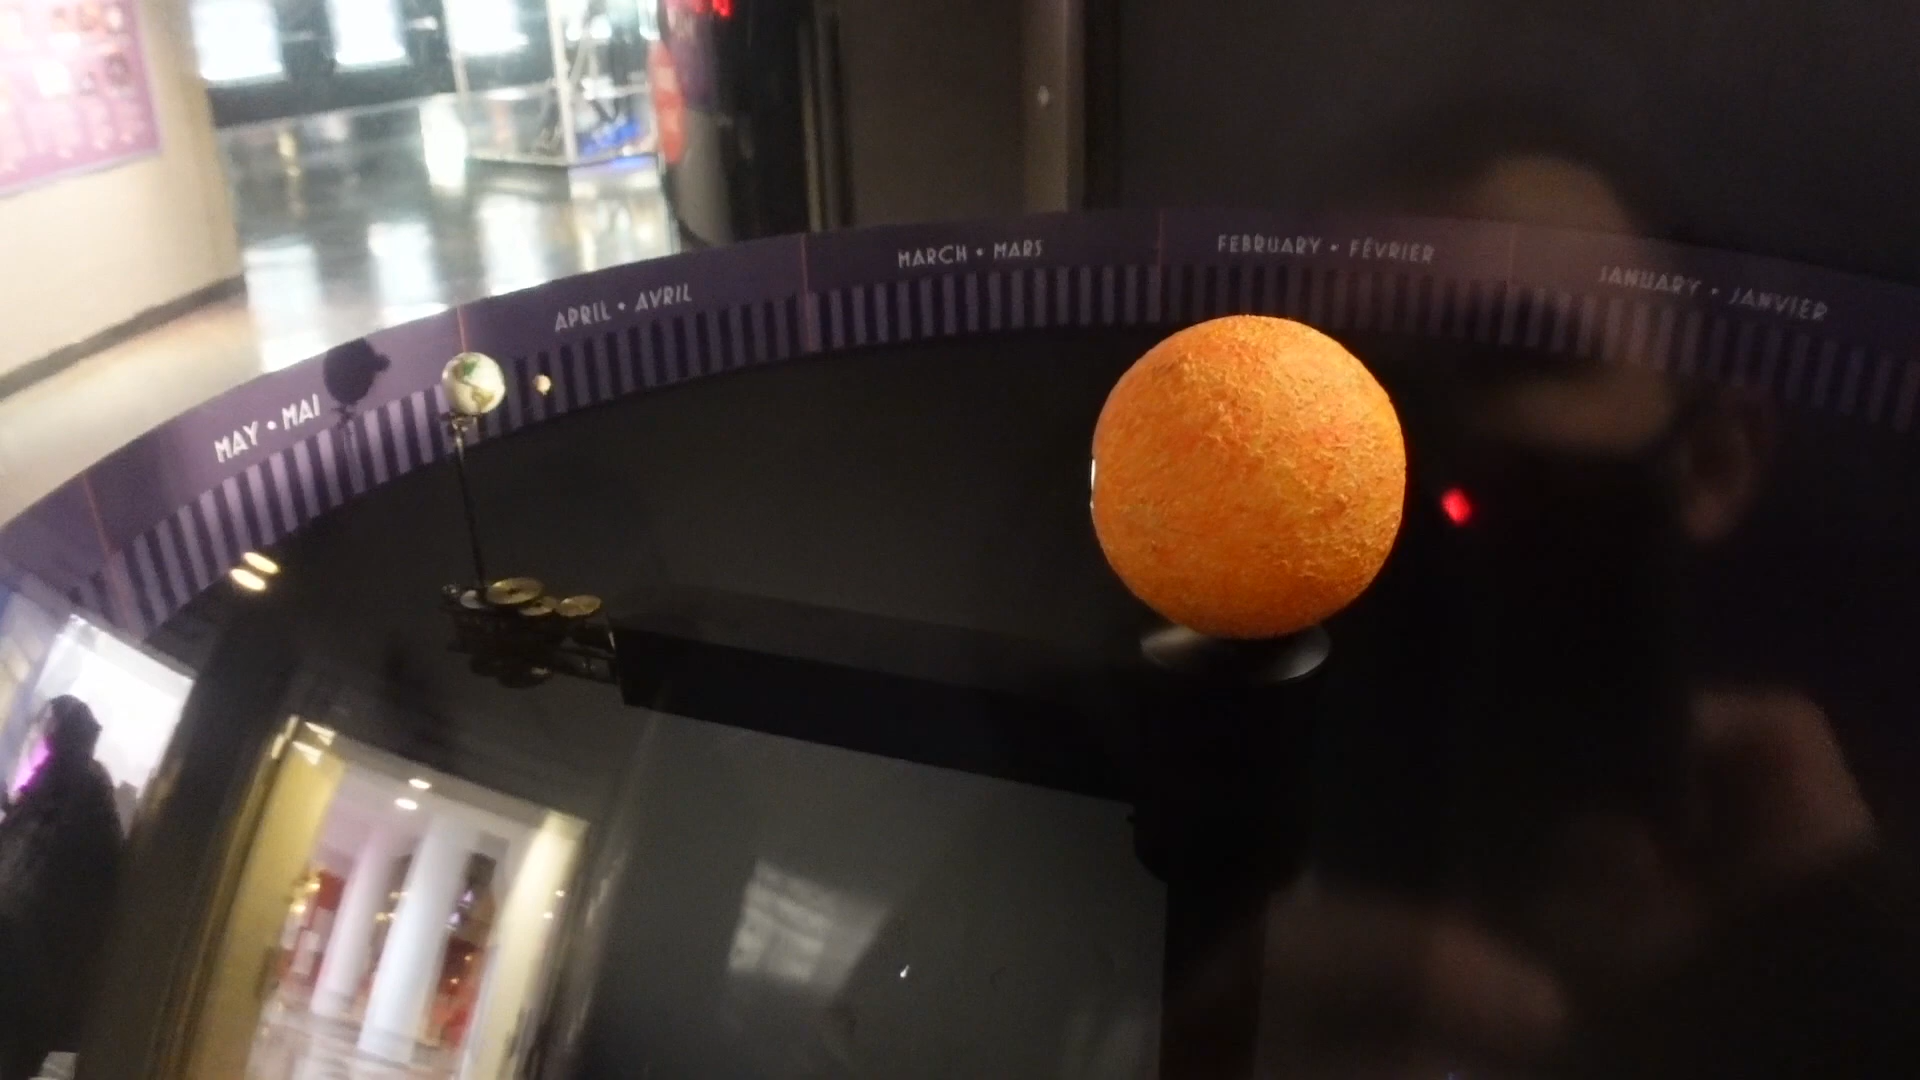 MAY • MAI
APRIL • AVRIL
MARCH • MARS
FEBRUARY • FÉVRIER
JANUARY • JANVIER